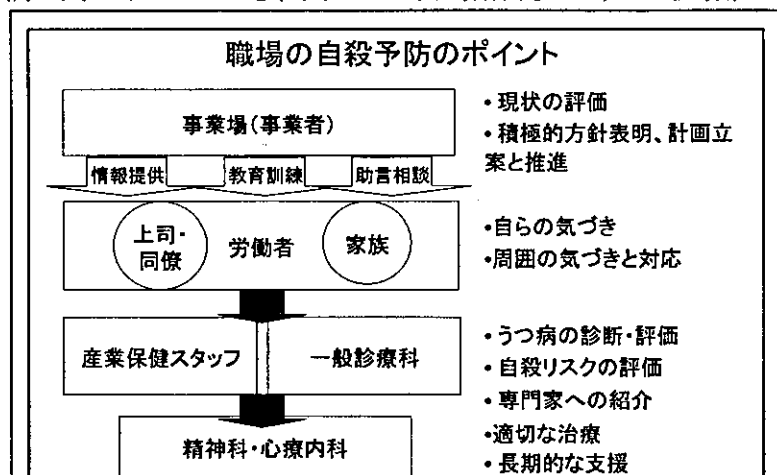 職場の自殺予防のポイント
事業場(事業者)
・現状の評価
・積極的方針表明、計画立
案と推進
情報提供 教育訓練 助言相談
上司・
同僚
労働者
家族
・自らの気づき
・周囲の気づきと対応
産業保健スタッフ
一般診療科
・うつ病の診断・評価
・自殺リスクの評価
・専門家への紹介
精神科・心療内科
・適切な治療
・長期的な支援